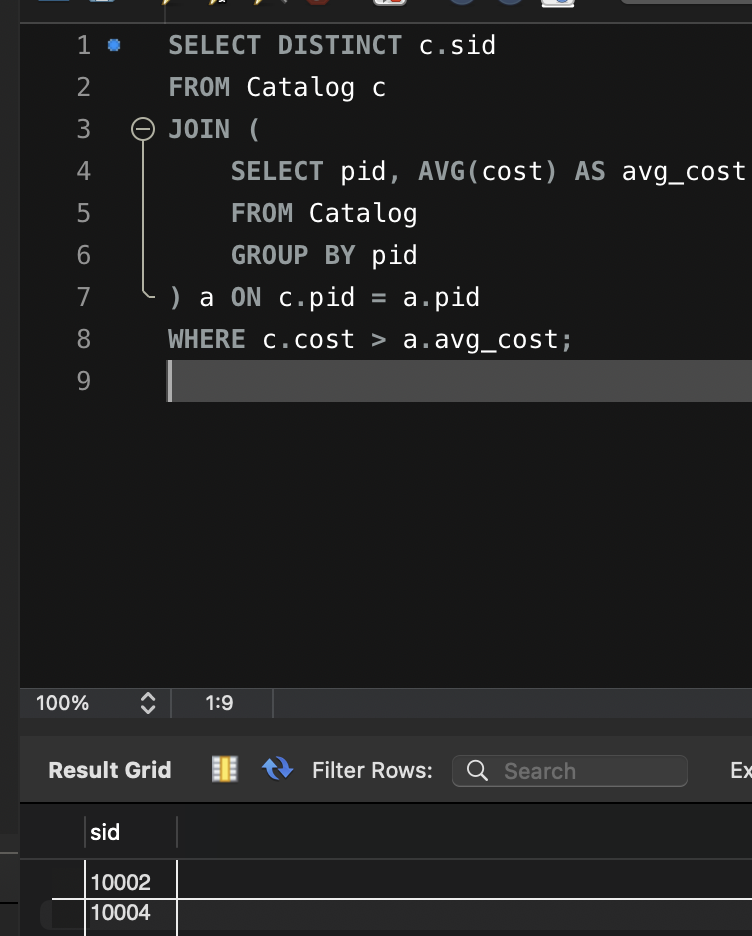 1 SELECT DISTINCT c.sid
2 FROM Catalog c
3 JOIN (
4 SELECT pid, AVG(cost) AS avg_cost
5 FROM Catalog
6 GROUP BY pid
7 ) a ON c.pid = a.pid
8 WHERE c.cost > a.avg_cost;
9
100% 1:9
Result Grid Filter Rows: Search Ex
sid
10002
10004